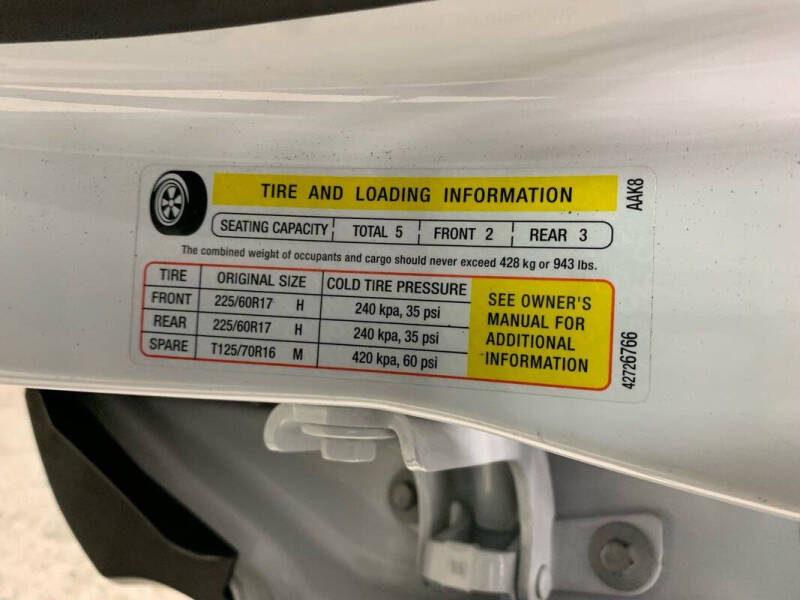 TIRE AND LOADING INFORMATION
SEATING CAPACITY TOTAL 5 FRONT 2 REAR 3
The combined weight of occupants and cargo should never exceed 428 kg or 943 lbs.
TIRE ORIGINAL SIZE COLD TIRE PRESSURE
FRONT 225/60R17 H 240 kpa, 35 psi
REAR 225/60R17 H 240 kpa, 35 psi
SPARE T125/70R16 M 420 kpa, 60 psi
SEE OWNER'S
MANUAL FOR
ADDITIONAL
INFORMATION
AAK8
42726766